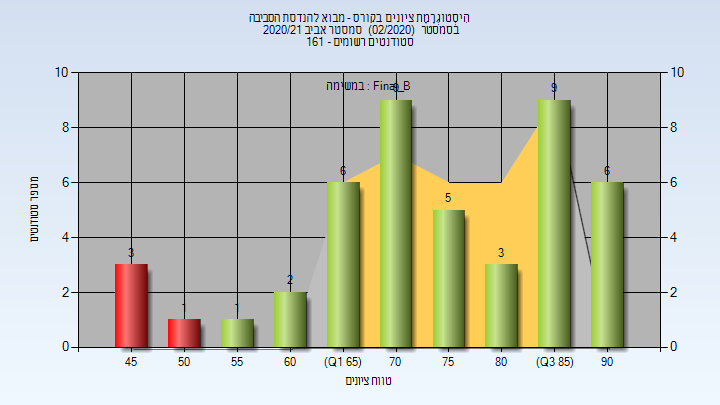 היסטוגרמת ציונים בקורס - מבוא להנדסת הסביבה
בסמסטר (02/2020) סמסטר אביב 2020/21
סטודנטים רשומים - 161
במשימה : Final_B
מספר סטודנטים
10 10
8 8
6 6
4 4
2 2
0 0
3 1 1 2 6 9 5 3 9 6
45 50 55 60 (Q1 65) 70 75 80 (Q3 85) 90
טווח ציונים